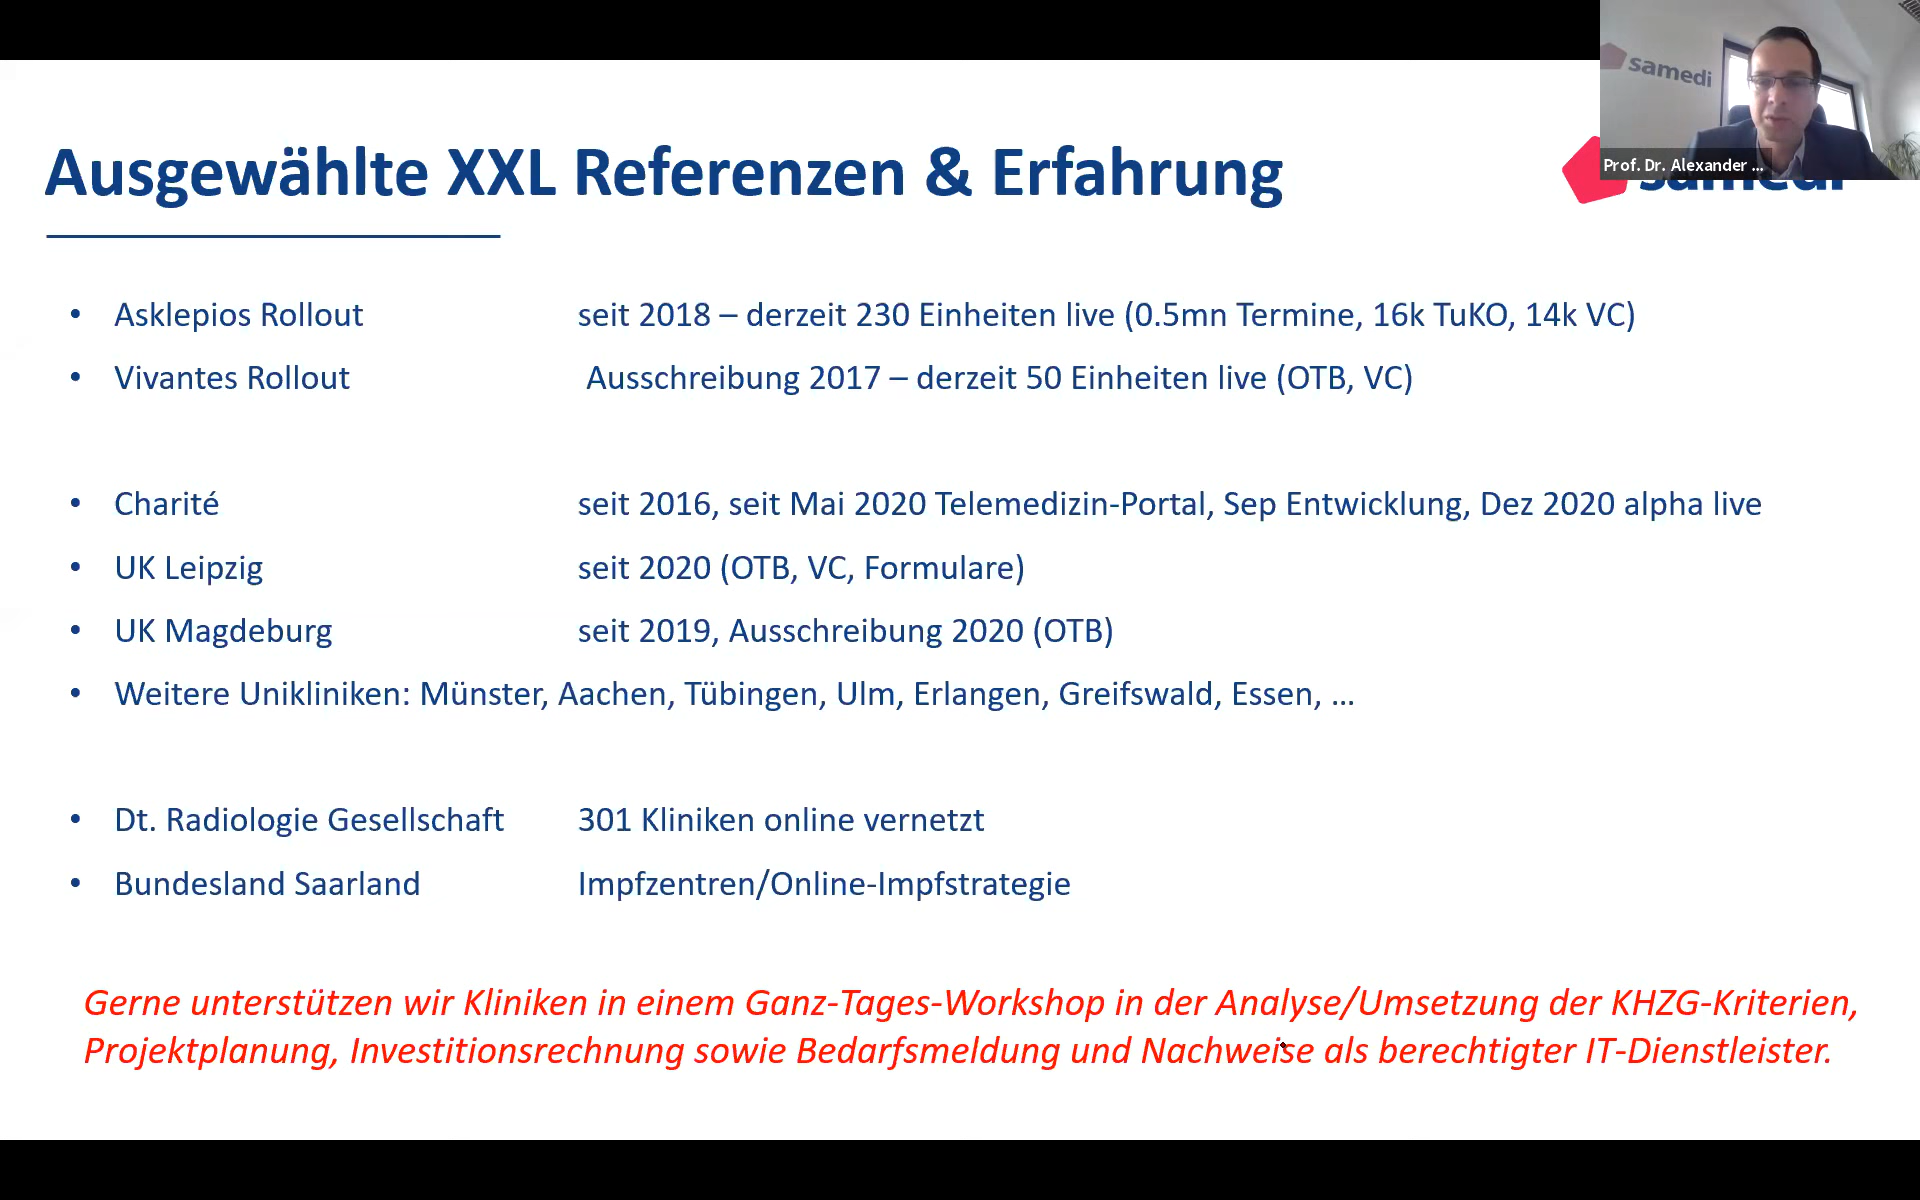 samedi
Prof. Dr. Alexander ...
Ausgewählte XXL Referenzen & Erfahrung
samedi
• Asklepios Rollout seit 2018 – derzeit 230 Einheiten live (0.5mn Termine, 16k TuKO, 14k VC)
• Vivantes Rollout Ausschreibung 2017 – derzeit 50 Einheiten live (OTB, VC)
• Charité seit 2016, seit Mai 2020 Telemedizin-Portal, Sep Entwicklung, Dez 2020 alpha live
• UK Leipzig seit 2020 (OTB, VC, Formulare)
• UK Magdeburg seit 2019, Ausschreibung 2020 (OTB)
• Weitere Unikliniken: Münster, Aachen, Tübingen, Ulm, Erlangen, Greifswald, Essen, ...
• Dt. Radiologie Gesellschaft 301 Kliniken online vernetzt
• Bundesland Saarland Impfzentren/Online-Impfstrategie
Gerne unterstützen wir Kliniken in einem Ganz-Tages-Workshop in der Analyse/Umsetzung der KHZG-Kriterien,
Projektplanung, Investitionsrechnung sowie Bedarfsmeldung und Nachweise als berechtigter IT-Dienstleister.